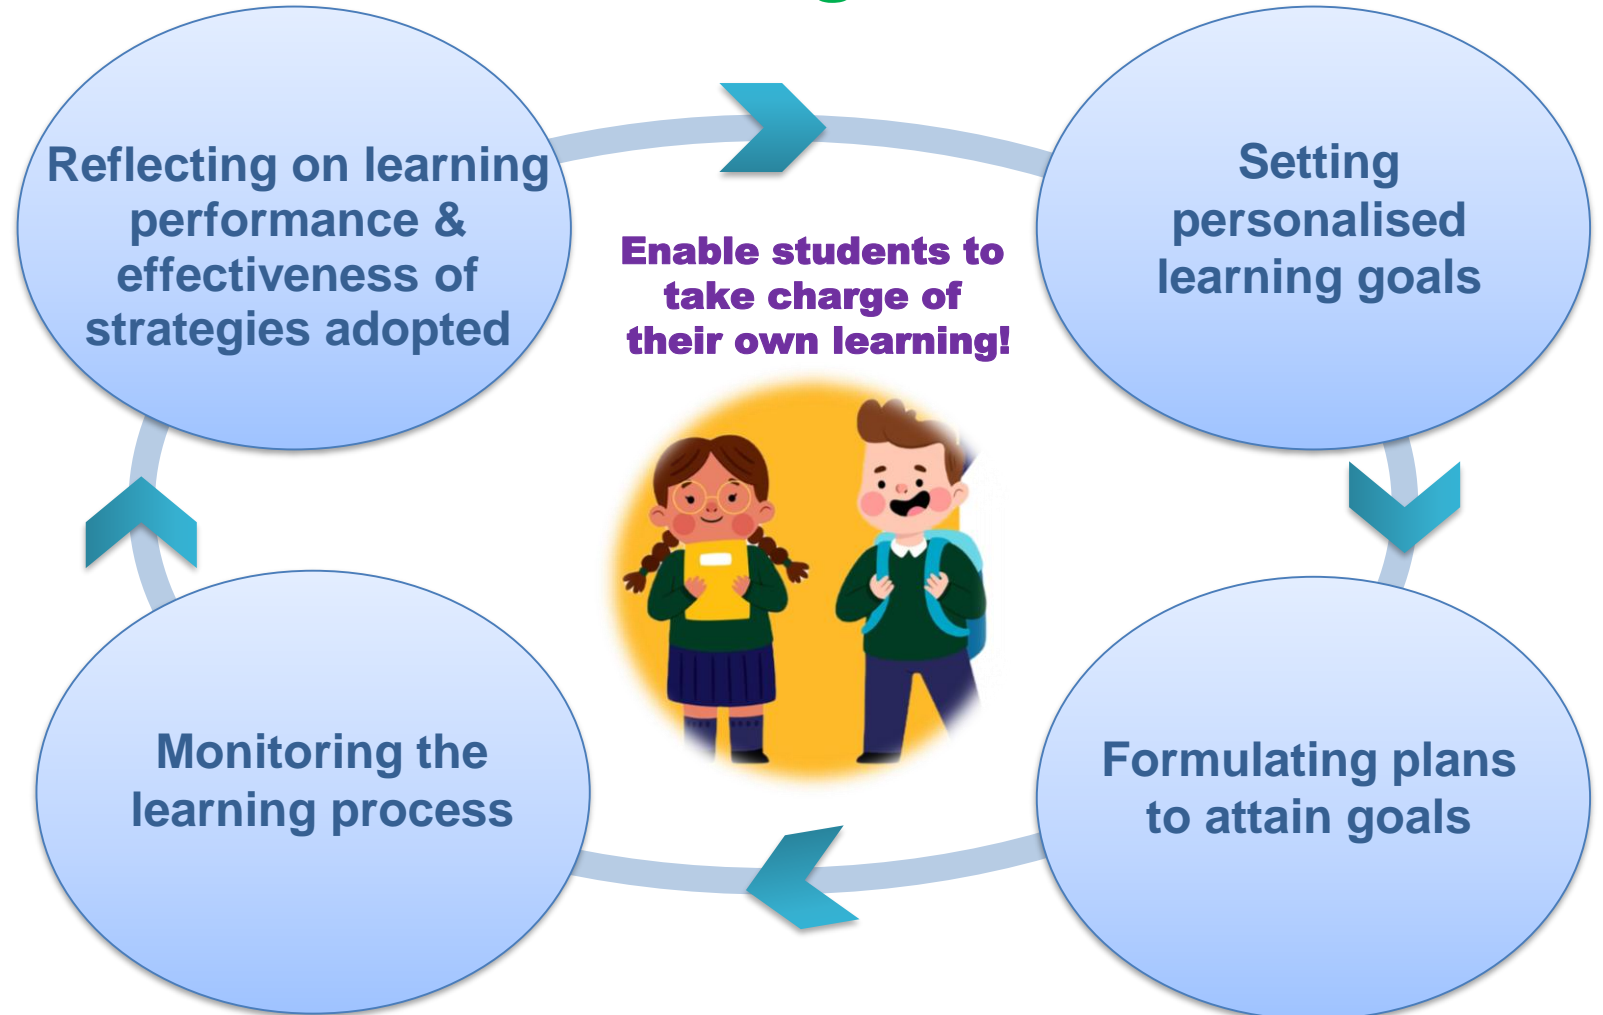 Reflecting on learning
performance &
effectiveness of
strategies adopted
Setting
personalised
learning goals
Enable students to
take charge of
their own learning!
Monitoring the
learning process
Formulating plans
to attain goals